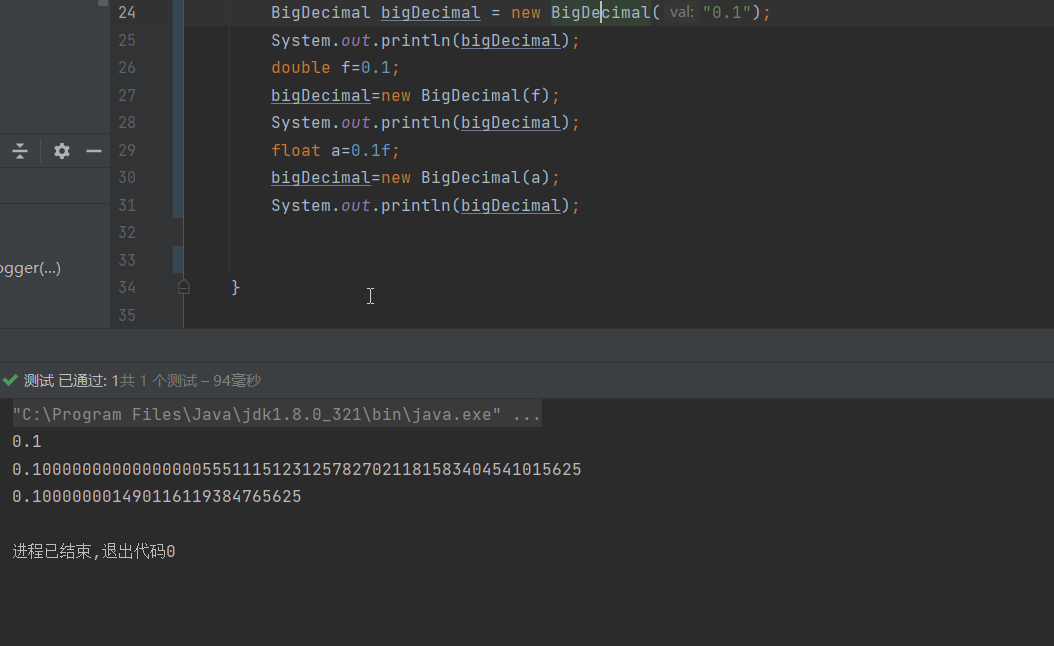 24 BigDecimal bigDecimal = new BigDecimal( val: "0.1");
25 System.out.println(bigDecimal);
26 double f=0.1;
27 bigDecimal=new BigDecimal(f);
28 System.out.println(bigDecimal);
29 float a=0.1f;
30 bigDecimal=new BigDecimal(a);
31 System.out.println(bigDecimal);
32
33
ogger(...)
34 }
35
测试 已通过: 1共 1 个测试 – 94毫秒
"C:\Program Files\Java\jdk1.8.0_321\bin\java.exe" ...
0.1
0.1000000000000000055511151231257827021181583404541015625
0.100000001490116119384765625
进程已结束,退出代码0